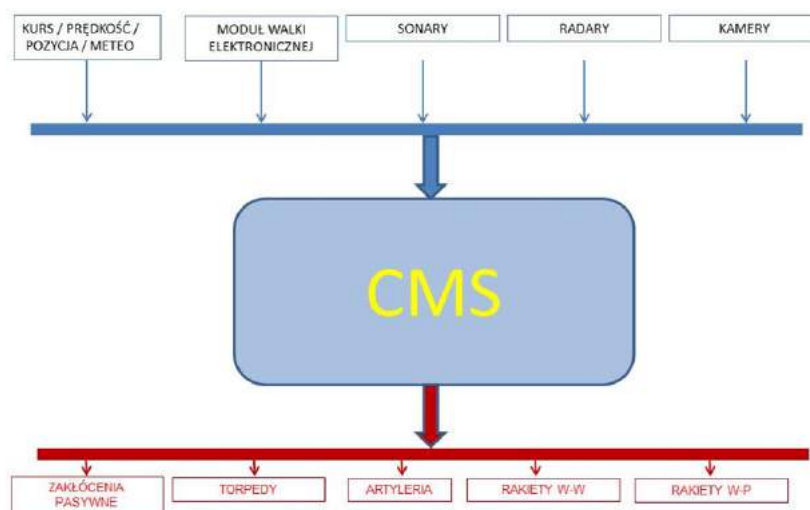 KURS / PRĘDKOŚĆ /
POZYCJA / METEO
MODUŁ WALKI
ELEKTRONICZNEJ
SONARY
RADARY
KAMERY
CMS
ZAKŁÓCENIA
PASYWNE
TORPEDY
ARTYLERIA
RAKIETY W-W
RAKIETY W-P